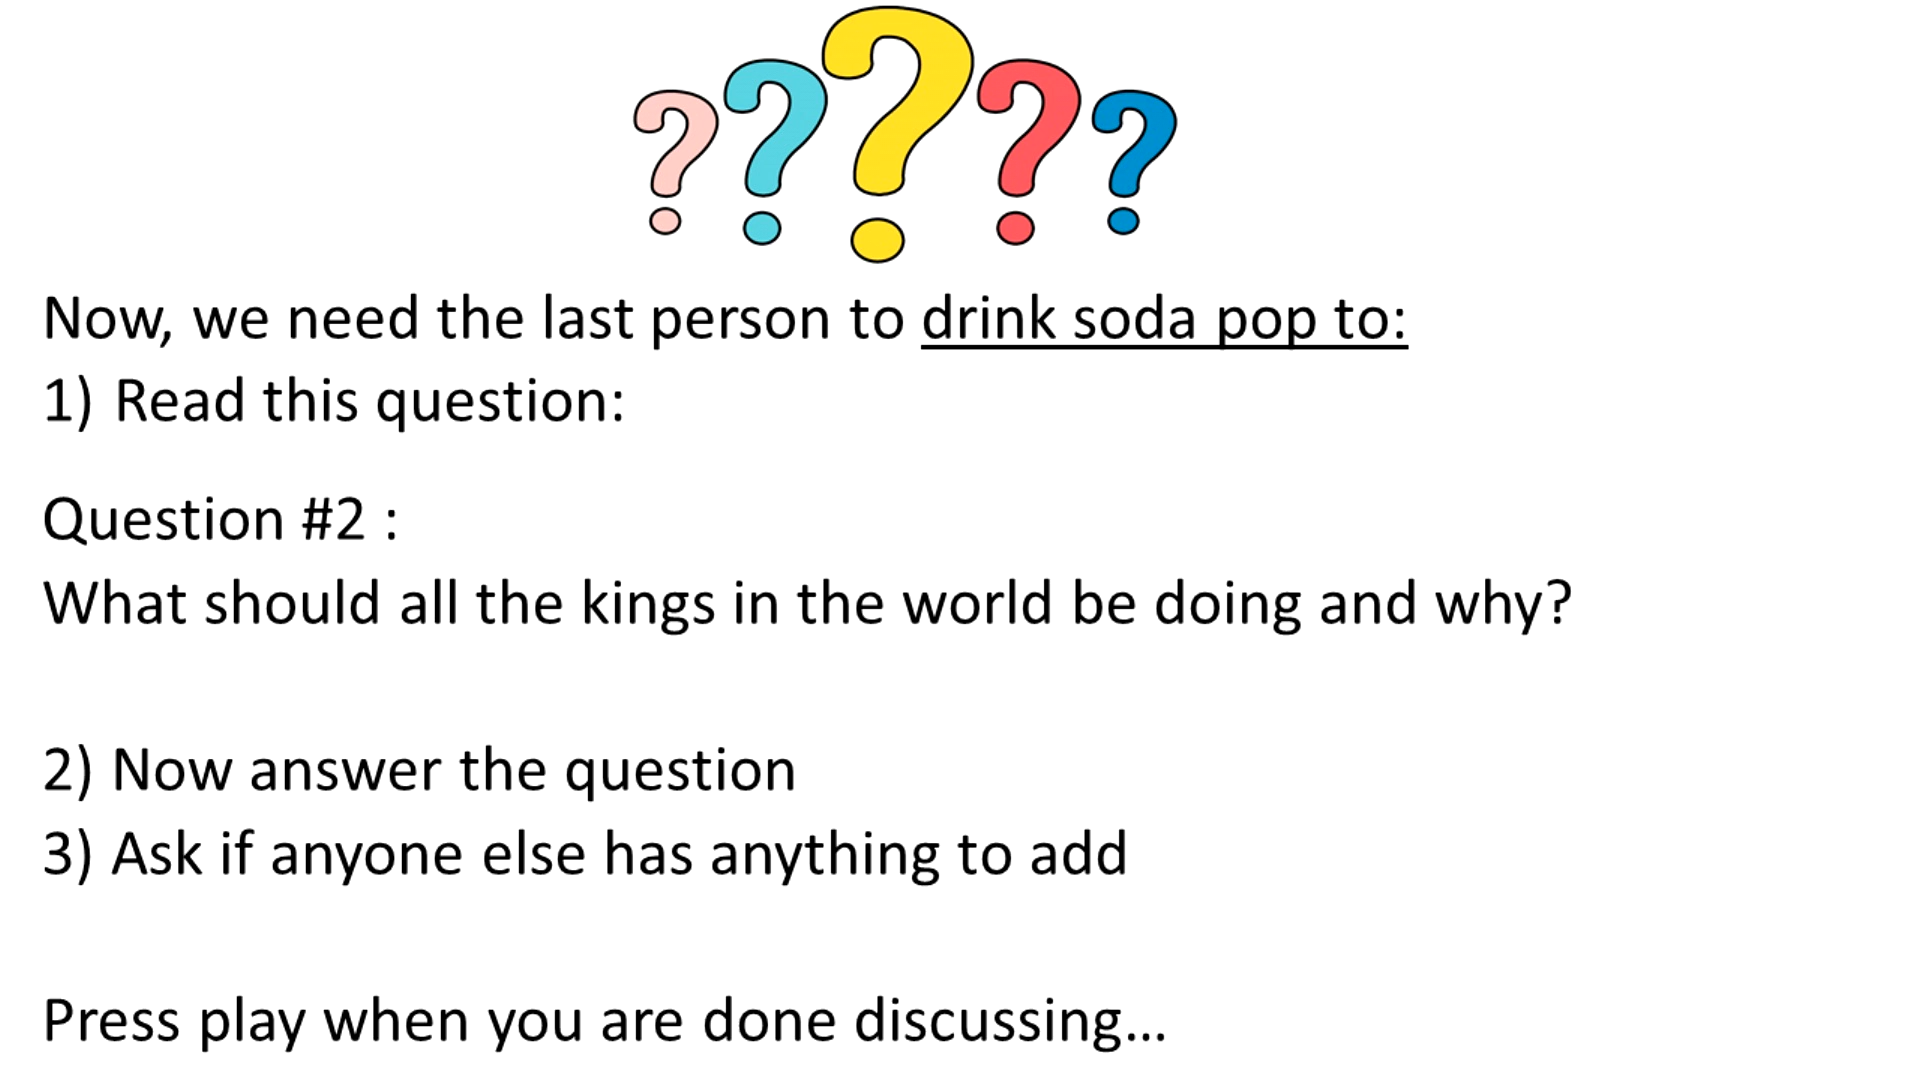 Now, we need the last person to drink soda pop to:
1) Read this question:
Question #2 :
What should all the kings in the world be doing and why?
2) Now answer the question
3) Ask if anyone else has anything to add
Press play when you are done discussing...